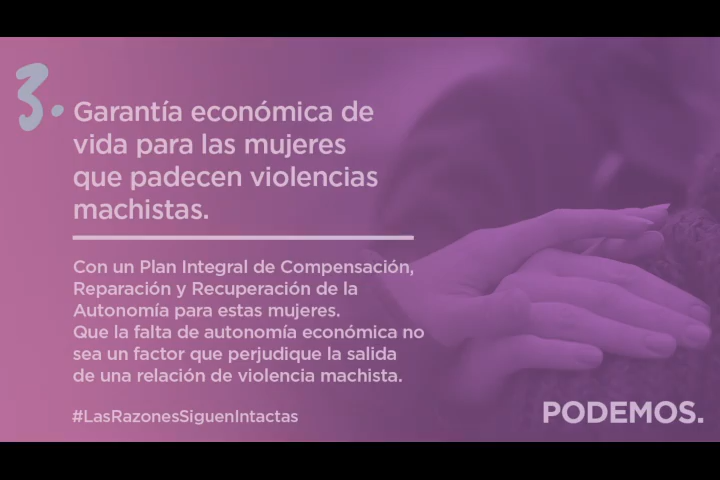 3. Garantía económica de
vida para las mujeres
que padecen violencias
machistas.
Con un Plan Integral de Compensación,
Reparación y Recuperación de la
Autonomía para estas mujeres.
Que la falta de autonomía económica no
sea un factor que perjudique la salida
de una relación de violencia machista.
#LasRazonesSiguenIntactas
PODEMOS.